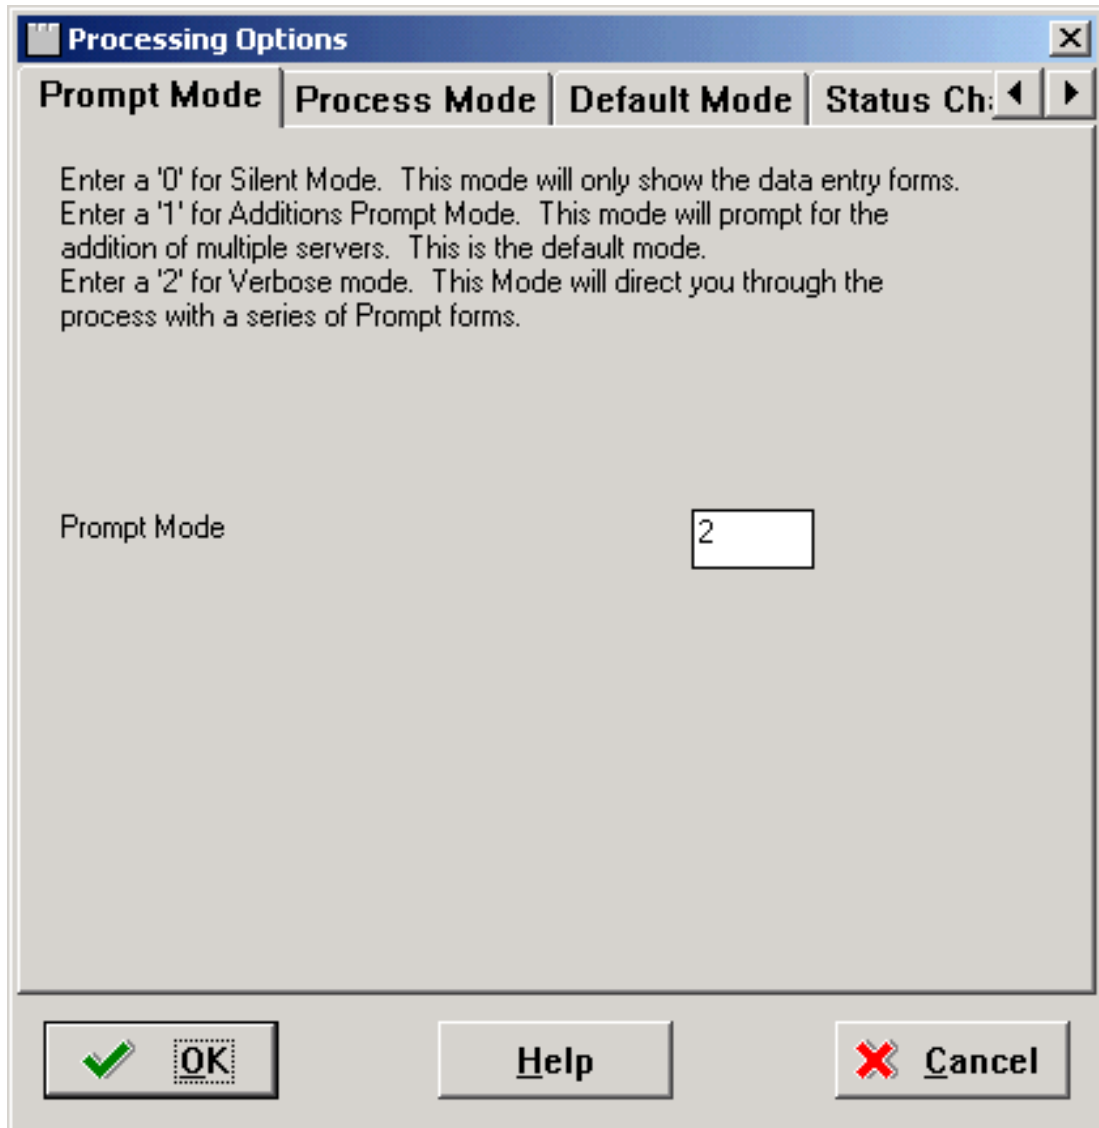 Processing Options
Prompt Mode Process Mode Default Mode Status Ch
Enter a '0' for Silent Mode.  This mode will only show the data entry forms.
Enter a '1' for Additions Prompt Mode.  This mode will prompt for the
addition of multiple servers.  This is the default mode.
Enter a '2' for Verbose mode.  This Mode will direct you through the
process with a series of Prompt forms.
Prompt Mode 2
OK Help Cancel